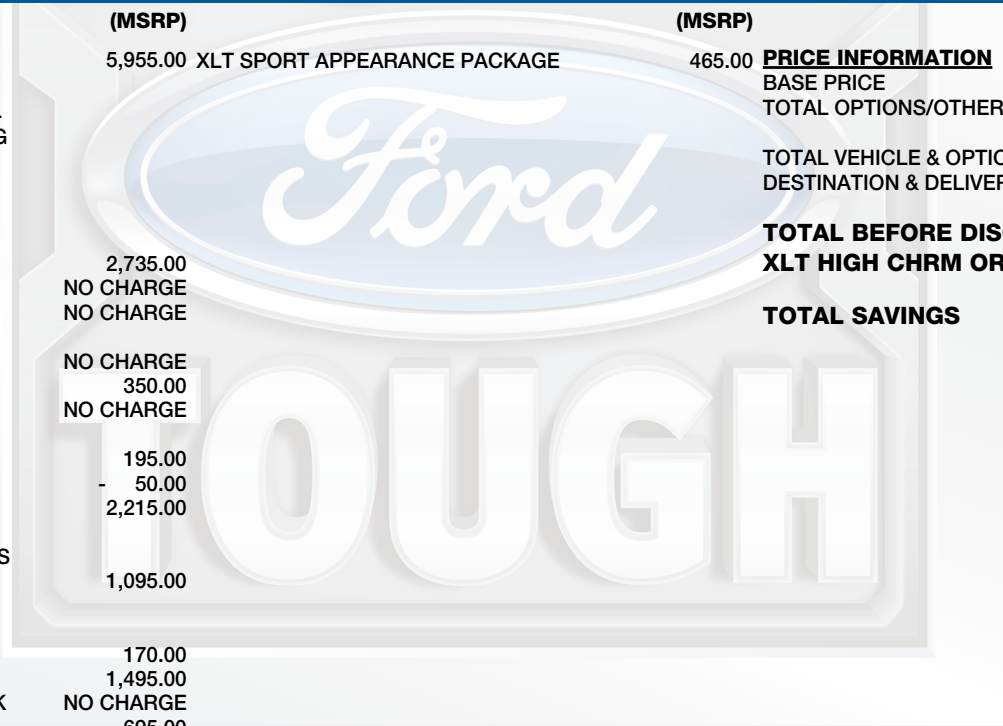 (MSRP)
5,955.00
G
2,735.00
NO CHARGE
NO CHARGE
NO CHARGE
350.00
NO CHARGE
195.00
- 50.00
2,215.00
S
1,095.00
170.00
1,495.00
K NO CHARGE
695.00
(MSRP)
XLT SPORT APPEARANCE PACKAGE 465.00
PRICE INFORMATION
BASE PRICE
TOTAL OPTIONS/OTHER
TOTAL VEHICLE & OPTIO
DESTINATION & DELIVER
TOTAL BEFORE DIS
XLT HIGH CHRM OR
TOTAL SAVINGS
Ford
TOUGH